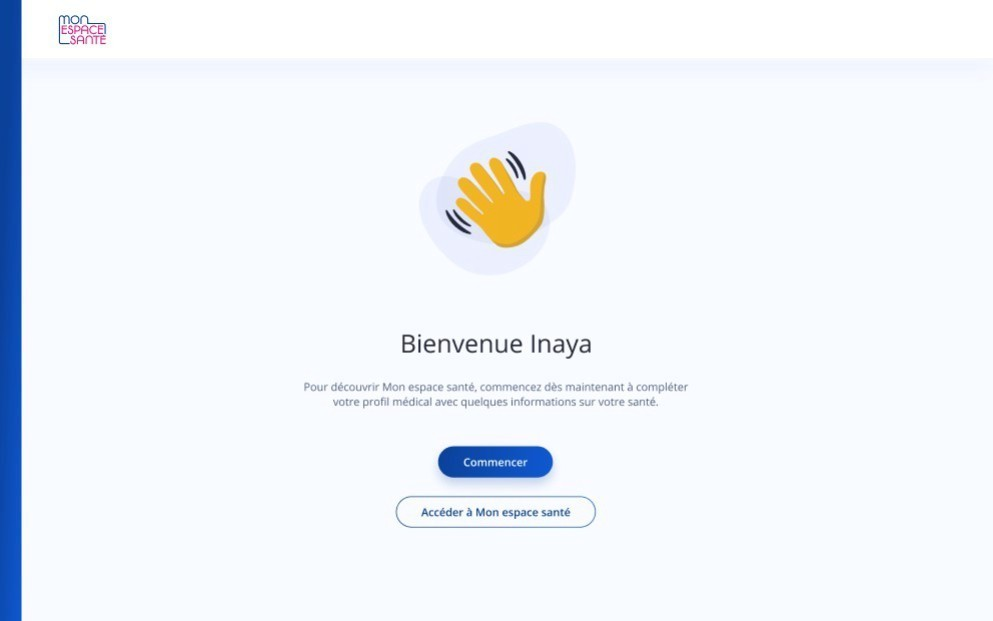 MON
ESPACE
SANTÉ
Bienvenue Inaya
Pour découvrir Mon espace santé, commencez dès maintenant à compléter
votre profil médical avec quelques informations sur votre santé.
Commencer
Accéder à Mon espace santé